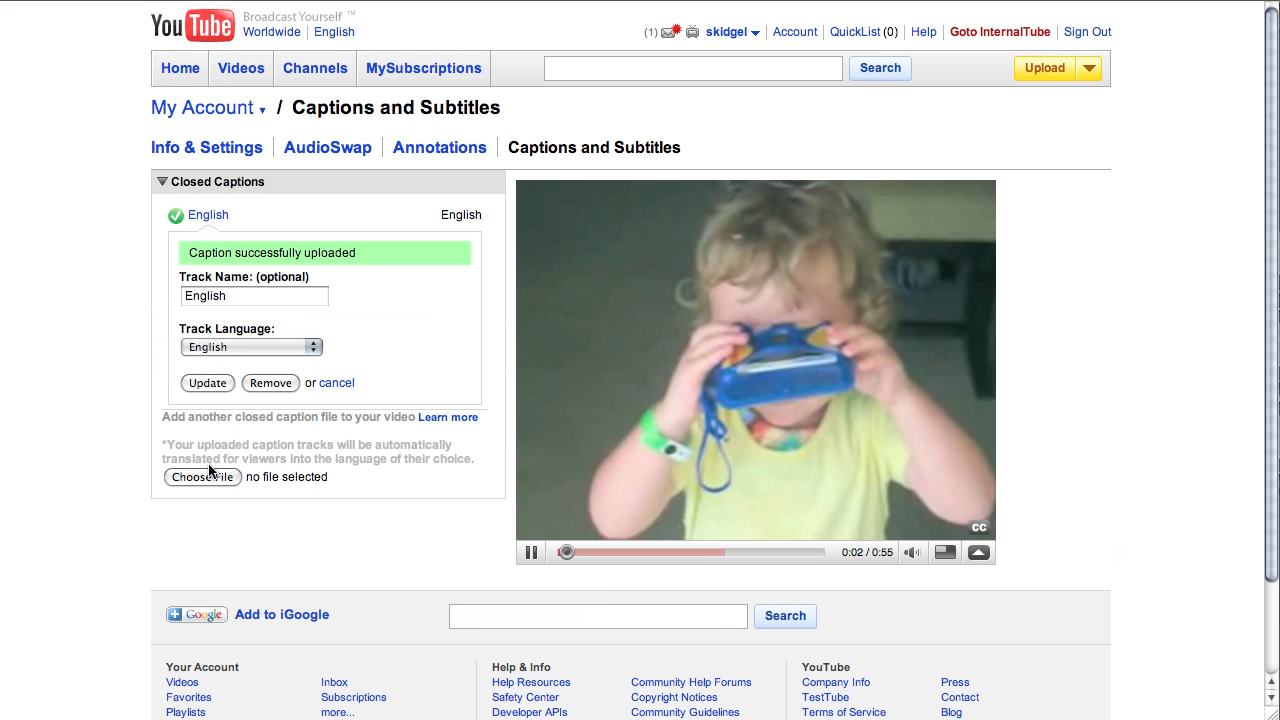 YouTube Broadcast Yourself ™
Worldwide | English
(1) skidgel | Account | QuickList (0) | Help | Goto InternalTube | Sign Out
Home Videos Channels MySubscriptions Search Upload
My Account / Captions and Subtitles
Info & Settings | AudioSwap | Annotations | Captions and Subtitles
Closed Captions
English English
Caption successfully uploaded
Track Name: (optional)
English
Track Language:
English
Update Remove or cancel
Add another closed caption file to your video Learn more
*Your uploaded caption tracks will be automatically
translated for viewers into the language of their choice.
Choose File no file selected
CC
0:02 / 0:55
Google Add to iGoogle Search
Your Account Help & Info YouTube
Videos Inbox Help Resources Community Help Forums Company Info Press
Favorites Subscriptions Safety Center Copyright Notices TestTube Contact
Playlists more... Developer APIs Community Guidelines Terms of Service Blog